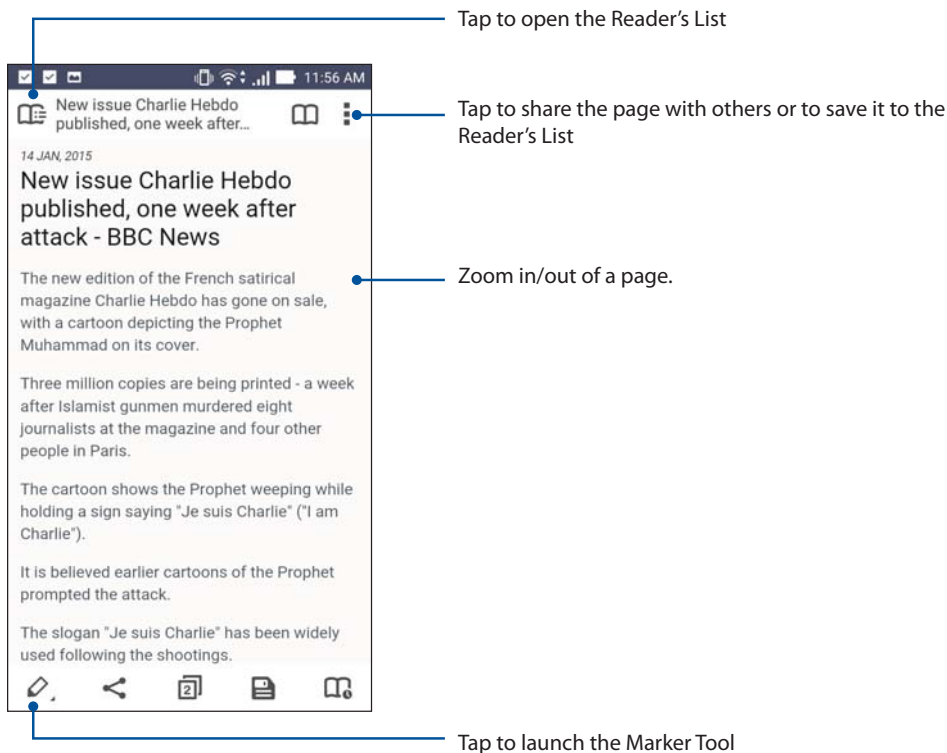 Tap to open the Reader's List
11:56 AM
New issue Charlie Hebdo
published, one week after...
Tap to share the page with others or to save it to the
Reader's List
14 JAN, 2015
New issue Charlie Hebdo
published, one week after
attack - BBC News
The new edition of the French satirical
magazine Charlie Hebdo has gone on sale,
with a cartoon depicting the Prophet
Muhammad on its cover.
Zoom in/out of a page.
Three million copies are being printed - a week
after Islamist gunmen murdered eight
journalists at the magazine and four other
people in Paris.
The cartoon shows the Prophet weeping while
holding a sign saying "Je suis Charlie" ("I am
Charlie").
It is believed earlier cartoons of the Prophet
prompted the attack.
The slogan "Je suis Charlie" has been widely
used following the shootings.
2
Tap to launch the Marker Tool